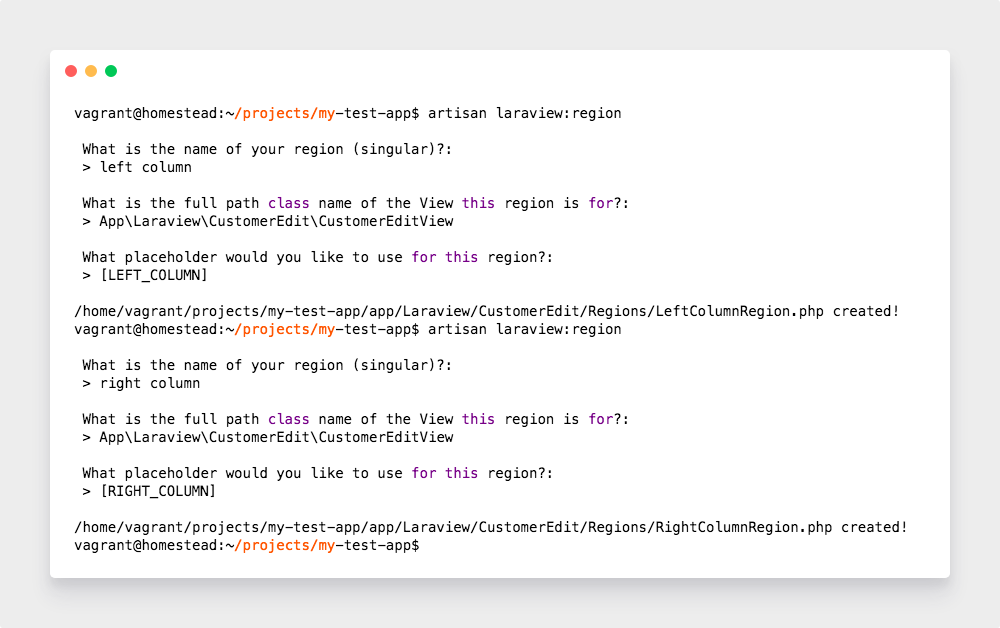 vagrant@homestead:~/projects/my-test-app$ artisan laraview:region
What is the name of your region (singular)?:
> left column
What is the full path class name of the View this region is for?:
> App\Laraview\CustomerEdit\CustomerEditView
What placeholder would you like to use for this region?:
> [LEFT_COLUMN]
/home/vagrant/projects/my-test-app/app/Laraview/CustomerEdit/Regions/LeftColumnRegion.php created!
vagrant@homestead:~/projects/my-test-app$ artisan laraview:region
What is the name of your region (singular)?:
> right column
What is the full path class name of the View this region is for?:
> App\Laraview\CustomerEdit\CustomerEditView
What placeholder would you like to use for this region?:
> [RIGHT_COLUMN]
/home/vagrant/projects/my-test-app/app/Laraview/CustomerEdit/Regions/RightColumnRegion.php created!
vagrant@homestead:~/projects/my-test-app$